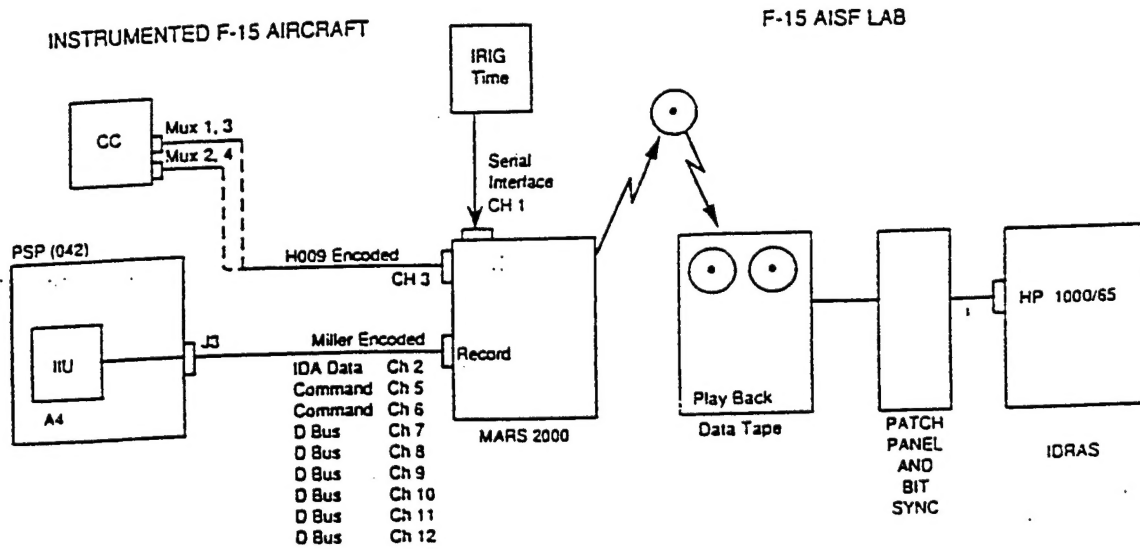 INSTRUMENTED F-15 AIRCRAFT
F-15 AISF LAB
IRIG
Time
CC
Mux 1, 3
Mux 2, 4
Serial
Interface
CH 1
PSP (042)
H009 Encoded
CH 3
HP 1000/65
J3
Miller Encoded
Record
IIU
A4
IDA Data Ch 2
Command Ch 5
Command Ch 6
D Bus Ch 7
D Bus Ch 8
D Bus Ch 9
D Bus Ch 10
D Bus Ch 11
D Bus Ch 12
MARS 2000
Play Back
Data Tape
PATCH
PANEL
AND
BIT
SYNC
IDRAS